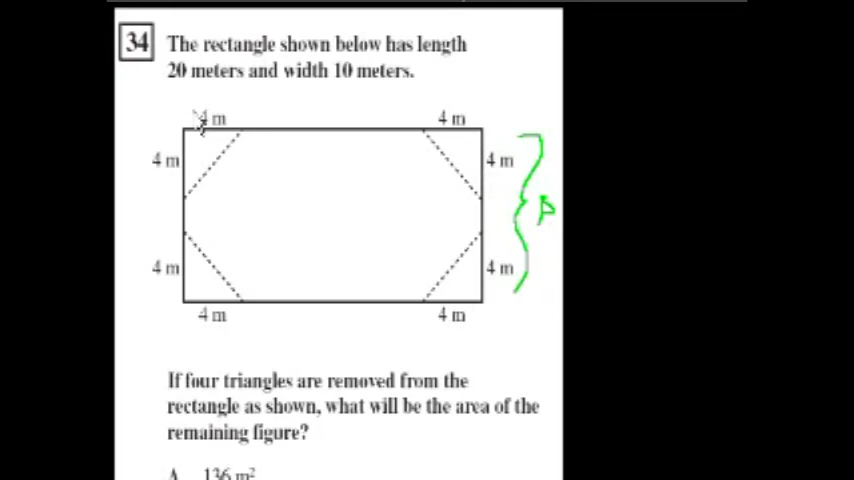 34 The rectangle shown below has length
20 meters and width 10 meters.
4 m 4 m
4 m 4 m
4 m 4 m
4 m 4 m
If four triangles are removed from the
rectangle as shown, what will be the area of the
remaining figure?
A 136 m²